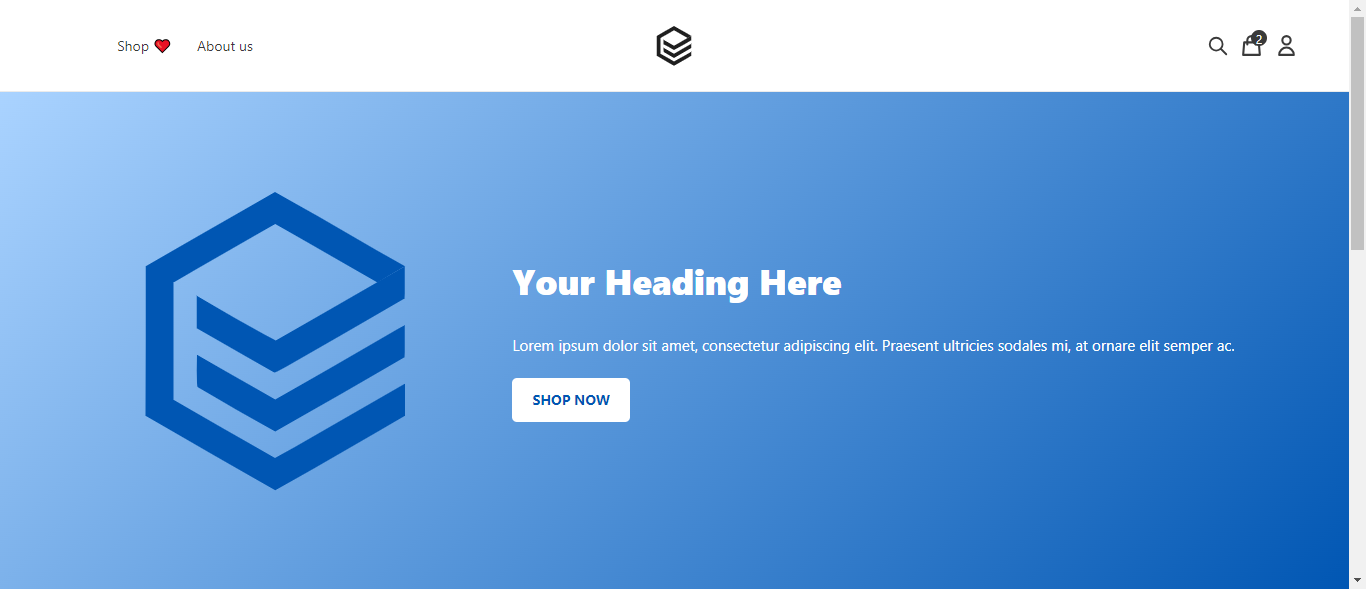 Shop ❤️ About us
2
Your Heading Here
Lorem ipsum dolor sit amet, consectetur adipiscing elit. Praesent ultricies sodales mi, at ornare elit semper ac.
SHOP NOW